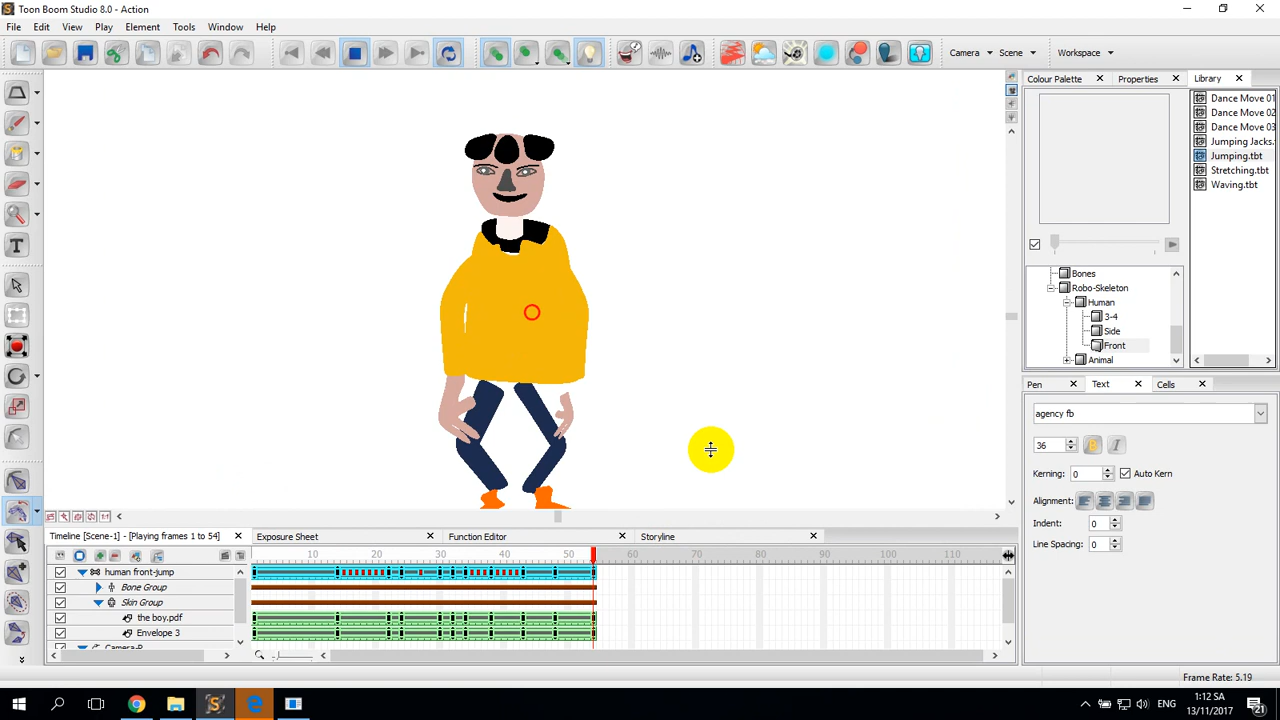 Toon Boom Studio 8.0 - Action
File Edit View Play Element Tools Window Help
Camera Scene Workspace
Colour Palette Properties Library
Dance Move 01
Dance Move 02
Dance Move 03
Jumping Jacks.
Jumping.tbt
Stretching.tbt
Waving.tbt
Bones
Robo-Skeleton
Human
3-4
Side
Front
Animal
Pen Text Cells
agency fb
36
Kerning: 0 Auto Kern
Alignment:
Indent: 0
Line Spacing: 0
Timeline [Scene-1] - [Playing frames 1 to 54] Exposure Sheet Function Editor Storyline
10 20 30 40 50 60 70 80 90 100 110
human front-jump
Bone Group
Skin Group
the boy.pdf
Envelope 3
Camera-P
Frame Rate: 5.19
ENG
1:12 SA
13/11/2017
21